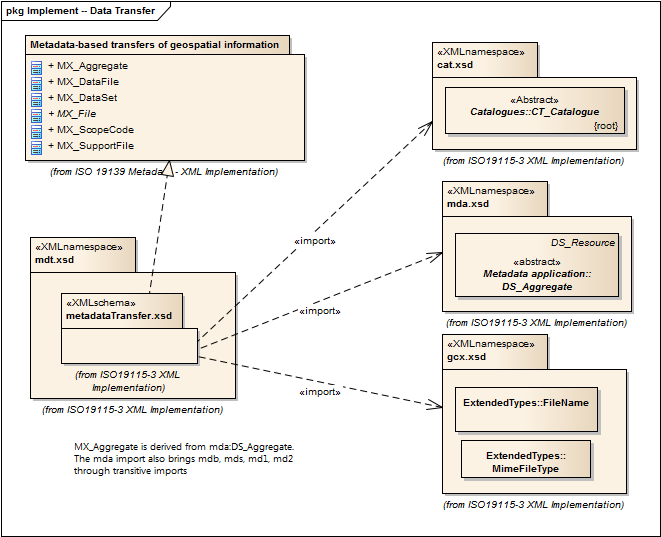 pkg Implement -- Data Transfer
Metadata-based transfers of geospatial information
+ MX_Aggregate
+ MX_DataFile
+ MX_DataSet
+ MX_File
+ MX_ScopeCode
+ MX_SupportFile
(from ISO 19139 Metada - XML Implementation)
«XMLnamespace»
cat.xsd
«Abstract»
Catalogues::CT_Catalogue
{root}
(from ISO19115-3 XML Implementation)
«XMLnamespace»
mda.xsd
DS_Resource
«abstract»
Metadata application::
DS_Aggregate
(from ISO19115-3 XML Implementation)
«XMLnamespace»
mdt.xsd
«XMLschema»
metadataTransfer.xsd
(from ISO19115-3 XML
Implementation)
(from ISO19115-3 XML Implementation)
«import»
«import»
«import»
«XMLnamespace»
gcx.xsd
ExtendedTypes::FileName
ExtendedTypes::
MimeFileType
(from ISO19115-3 XML Implementation)
MX_Aggregate is derived from mda:DS_Aggregate.
The mda import also brings mdb, mds, md1, md2
through transitive imports